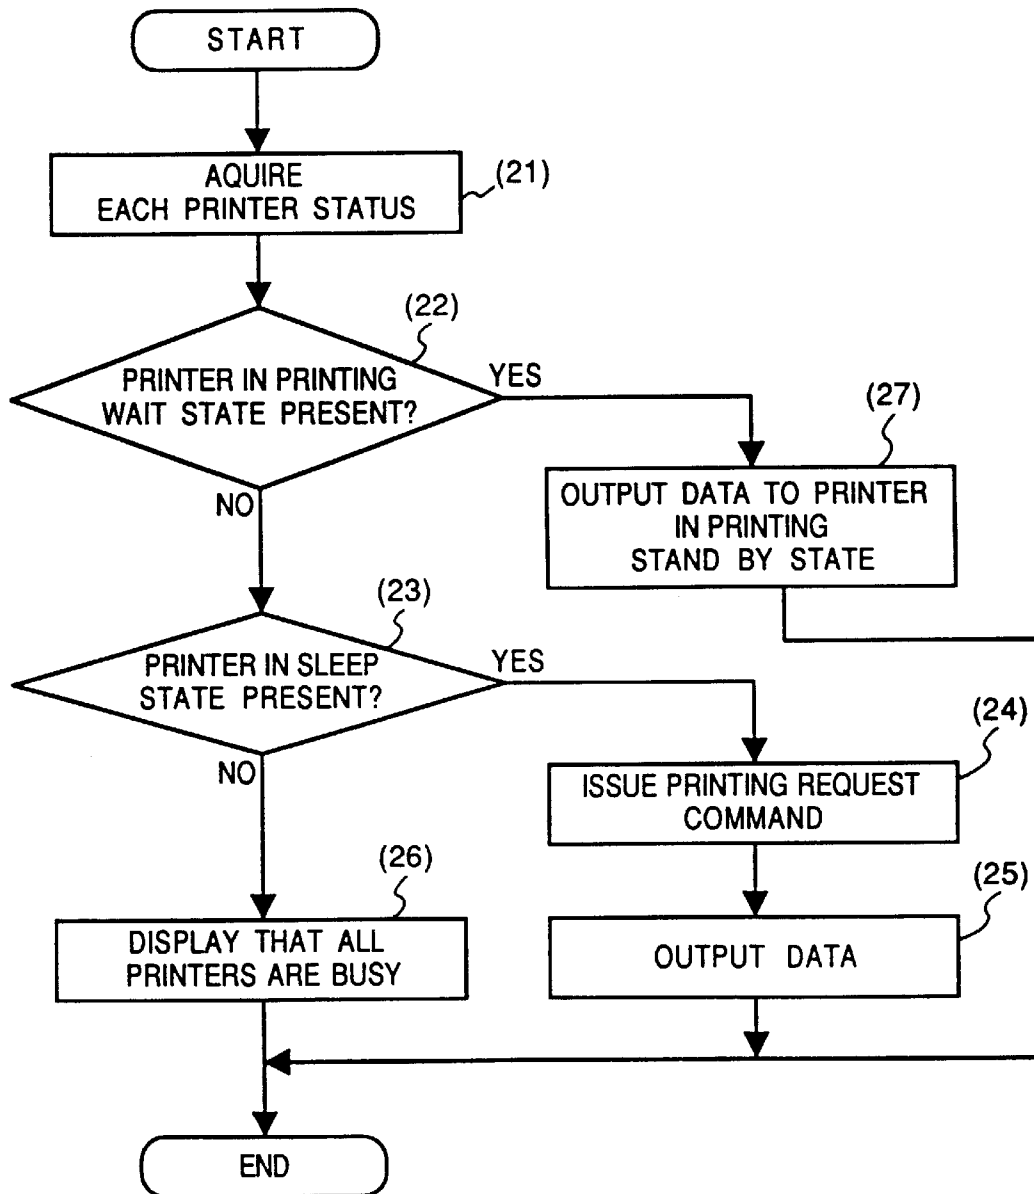 START
AQUIRE
EACH PRINTER STATUS
(21)
(22)
PRINTER IN PRINTING
WAIT STATE PRESENT?
YES
NO
(27)
OUTPUT DATA TO PRINTER
IN PRINTING
STAND BY STATE
(23)
PRINTER IN SLEEP
STATE PRESENT?
YES
NO
(24)
ISSUE PRINTING REQUEST
COMMAND
(26)
DISPLAY THAT ALL
PRINTERS ARE BUSY
(25)
OUTPUT DATA
END